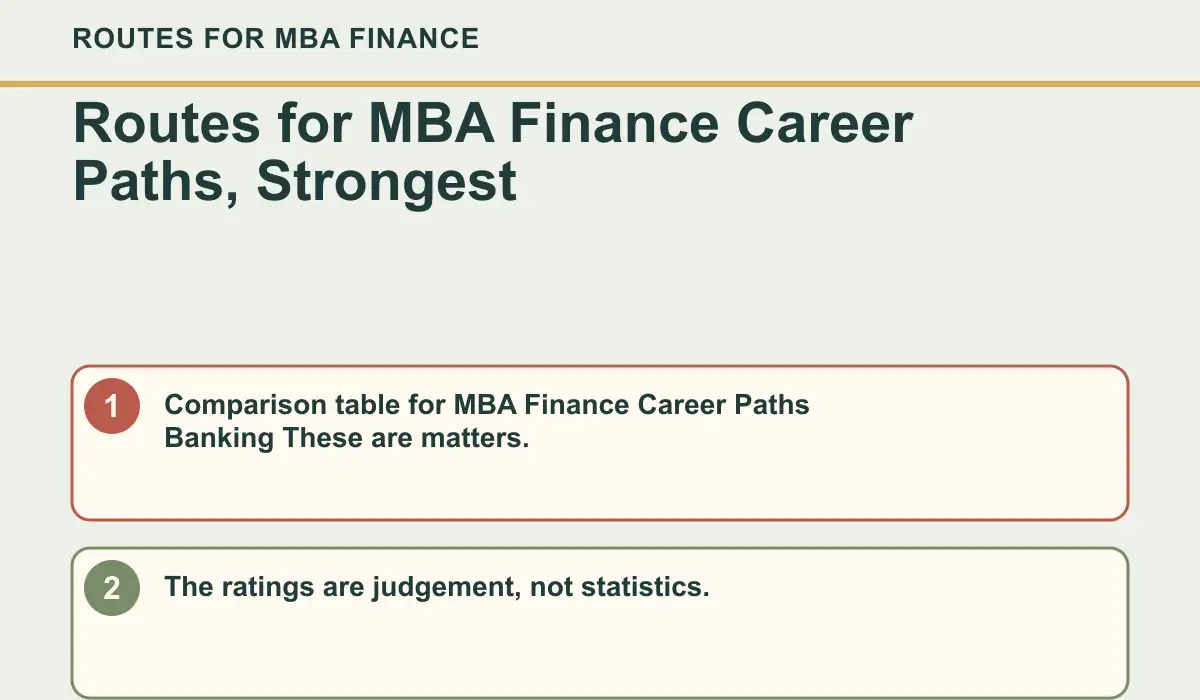 ROUTES FOR MBA FINANCE
Routes for MBA Finance Career
Paths, Strongest
1
Comparison table for MBA Finance Career Paths
Banking These are matters.
2
The ratings are judgement, not statistics.